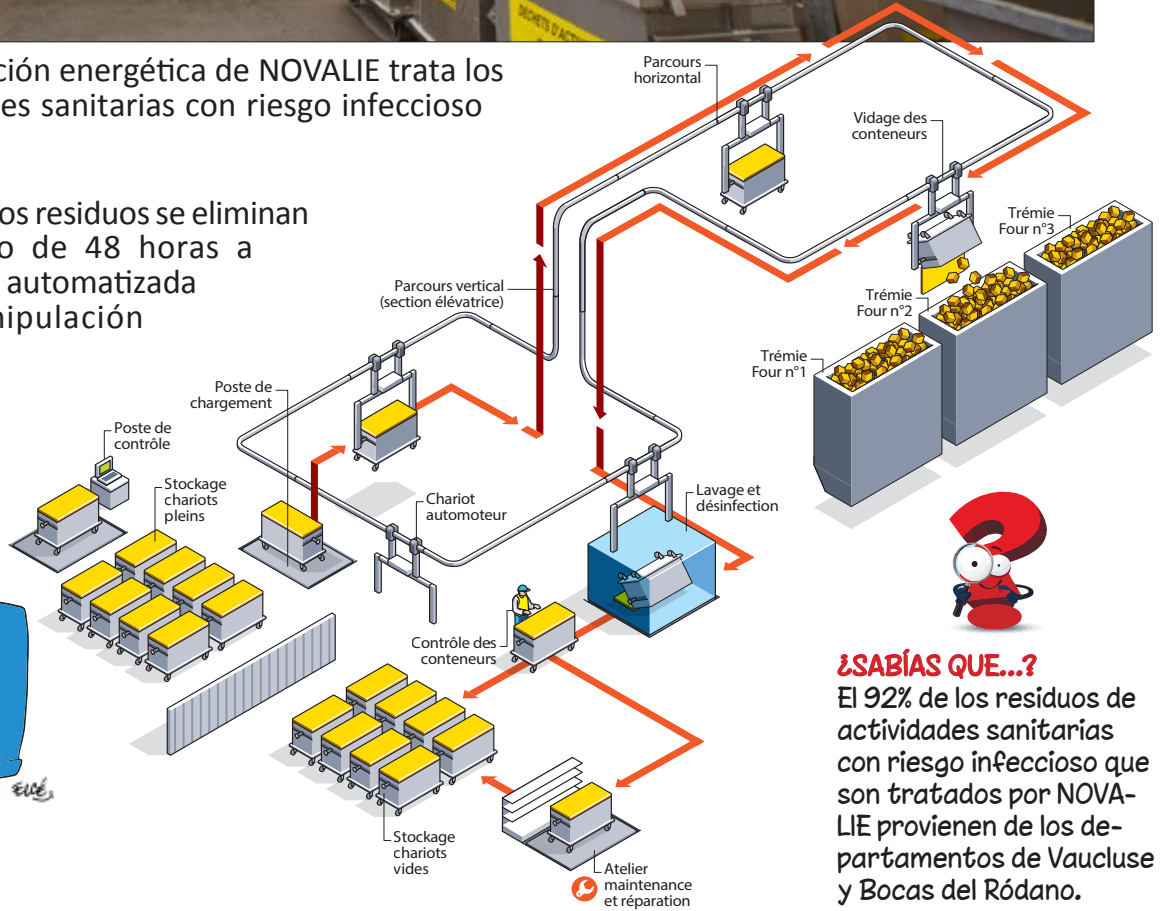 DÉCHETS D'ACT
ción energética de NOVALIE trata los
es sanitarias con riesgo infeccioso
os residuos se eliminan
o de 48 horas a
automatizada
nipulación
Parcours
horizontal
Vidage des
conteneurs
Trémie
Four n°3
Trémie
Four n°2
Trémie
Four n°1
Parcours vertical
(section élévatrice)
Poste de
chargement
Poste de
contrôle
Stockage
chariots
pleins
Chariot
automoteur
Lavage et
désinfection
Contrôle des
conteneurs
Stockage
chariots
vides
Atelier
maintenance
et réparation
¿SABÍAS QUE...?
El 92% de los residuos de
actividades sanitarias
con riesgo infeccioso que
son tratados por NOVA-
LIE provienen de los de-
partamentos de Vaucluse
y Bocas del Ródano.